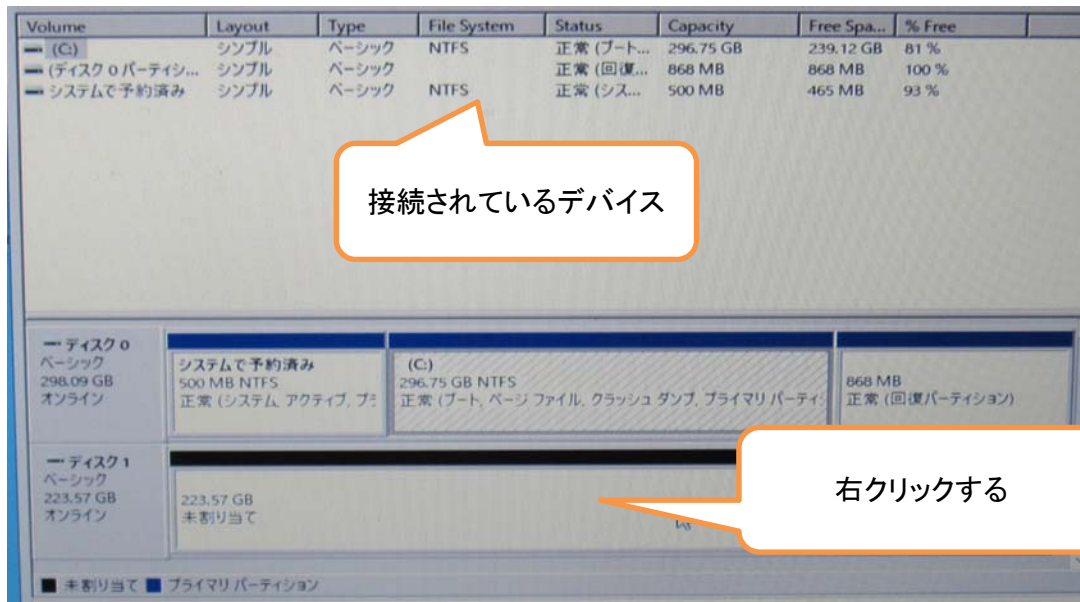 Volume Layout Type File System Status Capacity Free Spa... % Free
(C:) シンプル ベーシック NTFS 正常 (ブート... 296.75 GB 239.12 GB 81 %
(ディスク 0 パーティシ... シンプル ベーシック 正常 (回復... 868 MB 868 MB 100 %
システムで予約済み シンプル ベーシック NTFS 正常 (シス... 500 MB 465 MB 93 %
接続されているデバイス
ディスク 0
ベーシック
298.09 GB
オンライン
システムで予約済み
500 MB NTFS
正常 (システム, アクティブ, プラ
(C:)
296.75 GB NTFS
正常 (ブート, ページ ファイル, クラッシュ ダンプ, プライマリ パーティ
868 MB
正常 (回復パーティション)
ディスク 1
ベーシック
223.57 GB
オンライン
223.57 GB
未割り当て
右クリックする
未割り当て プライマリ パーティション